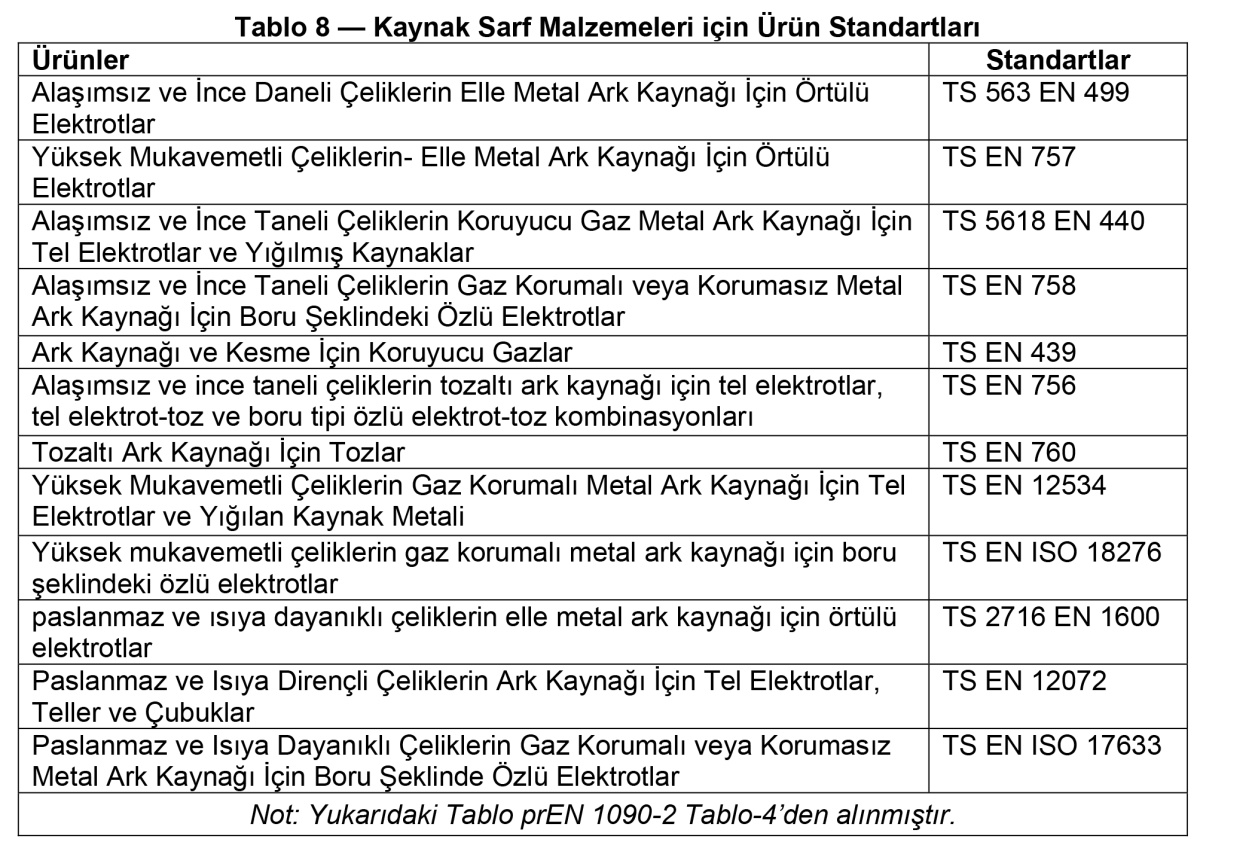 Tablo 8 — Kaynak Sarf Malzemeleri için Ürün Standartları
Ürünler Standartlar
Alaşımsız ve İnce Daneli Çeliklerin Elle Metal Ark Kaynağı İçin Örtülü TS 563 EN 499
Elektrotlar
Yüksek Mukavemetli Çeliklerin- Elle Metal Ark Kaynağı İçin Örtülü TS EN 757
Elektrotlar
Alaşımsız ve İnce Taneli Çeliklerin Koruyucu Gaz Metal Ark Kaynağı İçin TS 5618 EN 440
Tel Elektrotlar ve Yığılmış Kaynaklar
Alaşımsız ve İnce Taneli Çeliklerin Gaz Korumalı veya Korumasız Metal TS EN 758
Ark Kaynağı İçin Boru Şeklindeki Özlü Elektrotlar
Ark Kaynağı ve Kesme İçin Koruyucu Gazlar TS EN 439
Alaşımsız ve ince taneli çeliklerin tozaltı ark kaynağı için tel elektrotlar, TS EN 756
tel elektrot-toz ve boru tipi özlü elektrot-toz kombinasyonları
Tozaltı Ark Kaynağı İçin Tozlar TS EN 760
Yüksek Mukavemetli Çeliklerin Gaz Korumalı Metal Ark Kaynağı İçin Tel TS EN 12534
Elektrotlar ve Yığılan Kaynak Metali
Yüksek mukavemetli çeliklerin gaz korumalı metal ark kaynağı için boru TS EN ISO 18276
şeklindeki özlü elektrotlar
paslanmaz ve ısıya dayanıklı çeliklerin elle metal ark kaynağı için örtülü TS 2716 EN 1600
elektrotlar
Paslanmaz ve Isıya Dirençli Çeliklerin Ark Kaynağı İçin Tel Elektrotlar, TS EN 12072
Teller ve Çubuklar
Paslanmaz ve Isıya Dayanıklı Çeliklerin Gaz Korumalı veya Korumasız TS EN ISO 17633
Metal Ark Kaynağı İçin Boru Şeklinde Özlü Elektrotlar
Not: Yukarıdaki Tablo prEN 1090-2 Tablo-4’den alınmıştır.